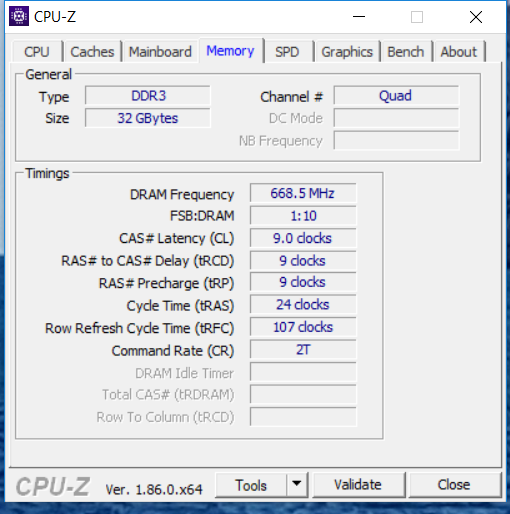 CPU-Z
CPU Caches Mainboard Memory SPD Graphics Bench About
General
Type DDR3 Channel # Quad
Size 32 GBytes DC Mode
NB Frequency
Timings
DRAM Frequency 668.5 MHz
FSB:DRAM 1:10
CAS# Latency (CL) 9.0 clocks
RAS# to CAS# Delay (tRCD) 9 clocks
RAS# Precharge (tRP) 9 clocks
Cycle Time (tRAS) 24 clocks
Row Refresh Cycle Time (tRFC) 107 clocks
Command Rate (CR) 2T
DRAM Idle Timer
Total CAS# (tRDRAM)
Row To Column (tRCD)
CPU-Z Ver. 1.86.0.x64 Tools Validate Close